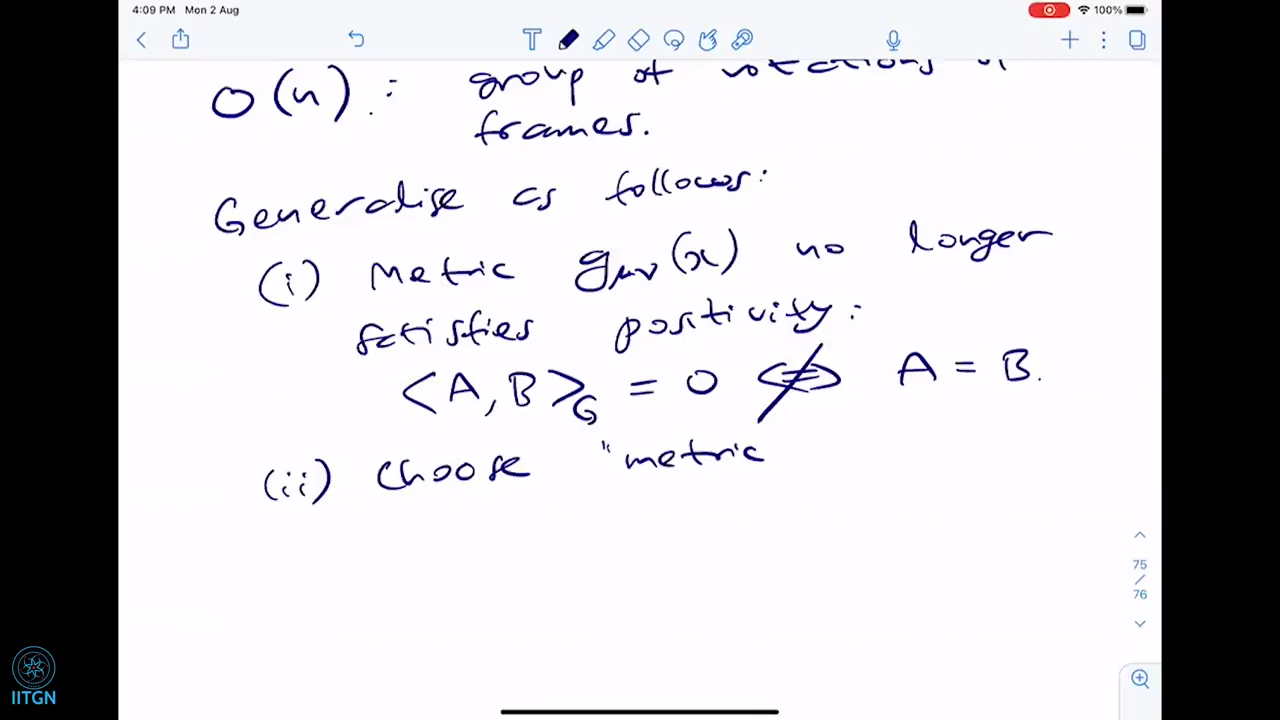 4:09 PM Mon 2 Aug
100%
O(n) : group of rotations of
frames.
Generalise as follows:
(i) Metric gμν(x) no longer
satisfies positivity:
<A, B>_G = 0 <≠> A = B.
(ii) Choose "metric
75
/
76
IITGN